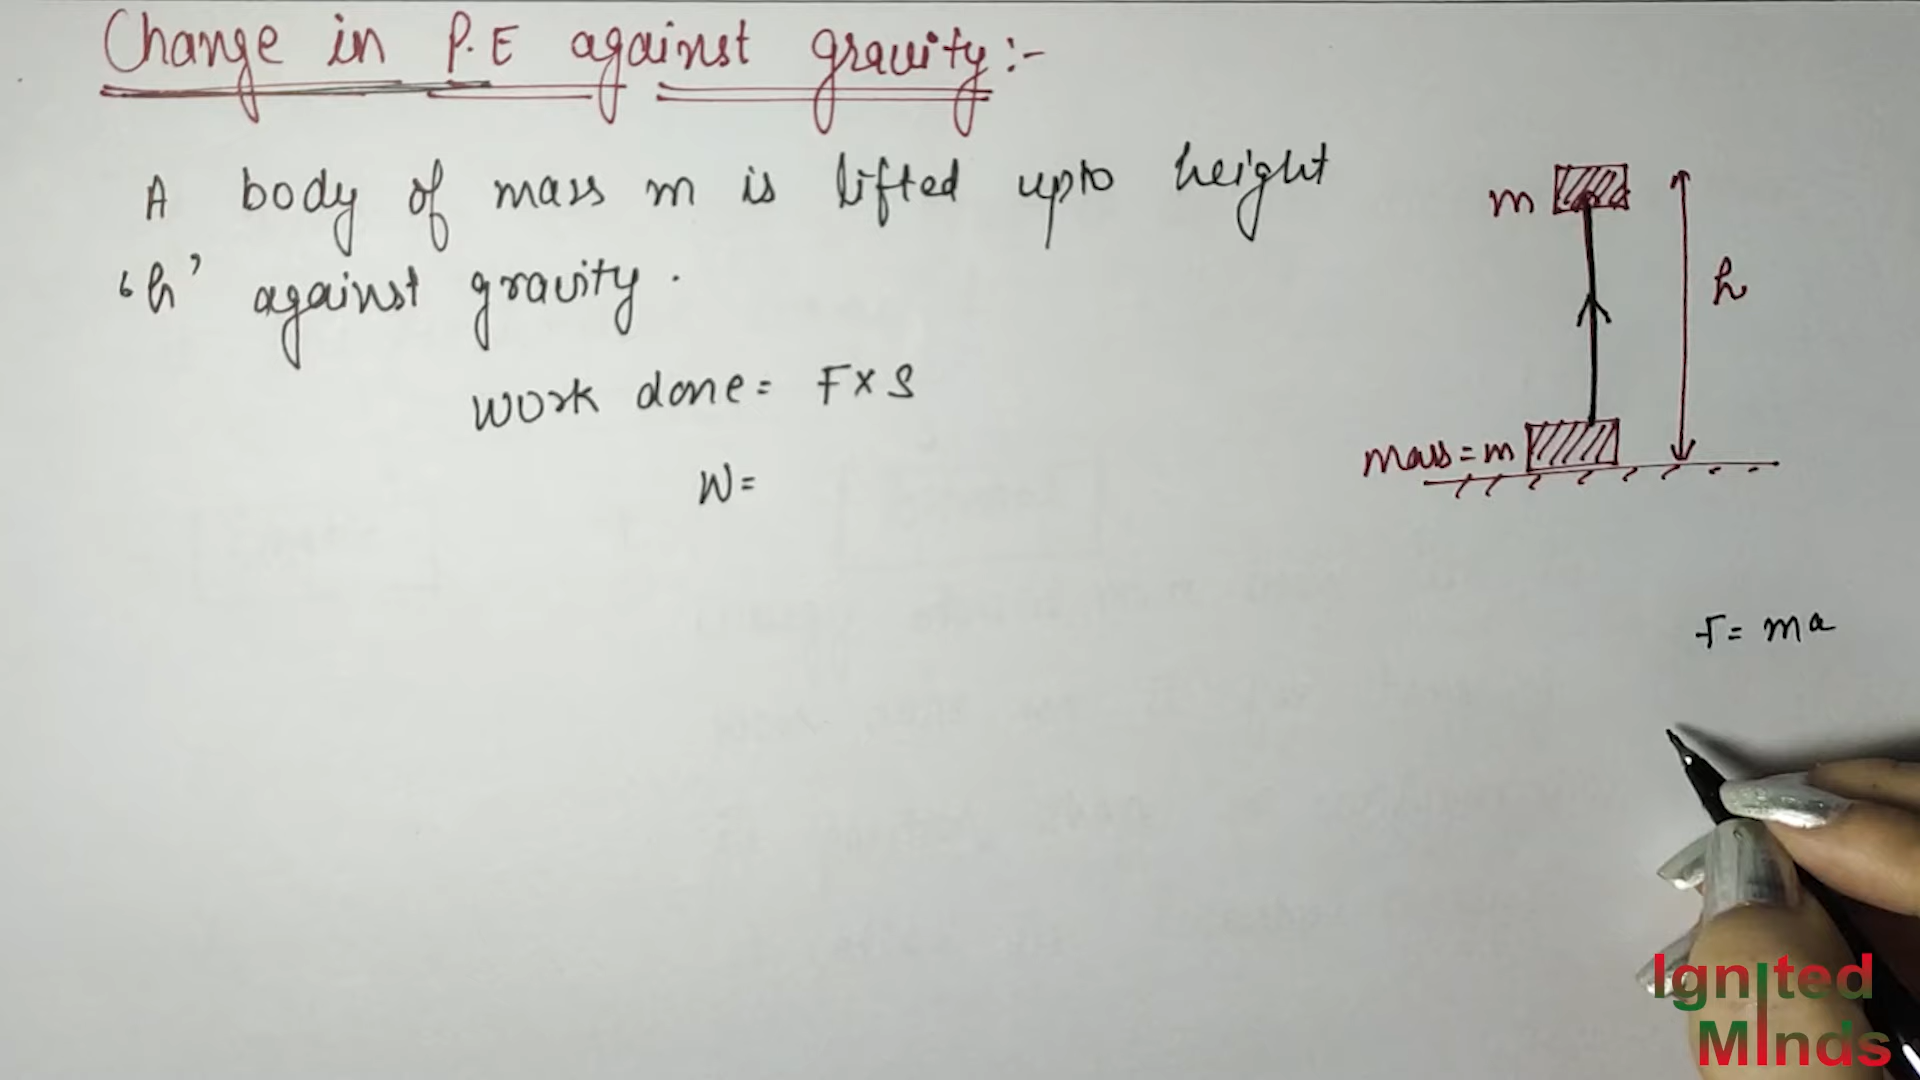 Change in P.E against gravity:-
A body of mass m is lifted upto height
'h' against gravity.
Work done = F×S
W=
m
h
mass = m
F= ma
Ignited
Minds